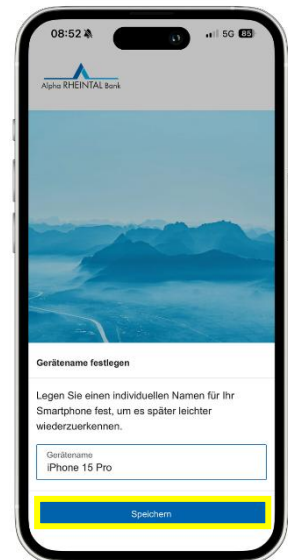 08:52
5G 85
Alpha RHEINTAL Bank
Gerätename festlegen
Legen Sie einen individuellen Namen für Ihr
Smartphone fest, um es später leichter
wiederzuerkennen.
Gerätename
iPhone 15 Pro
Speichern